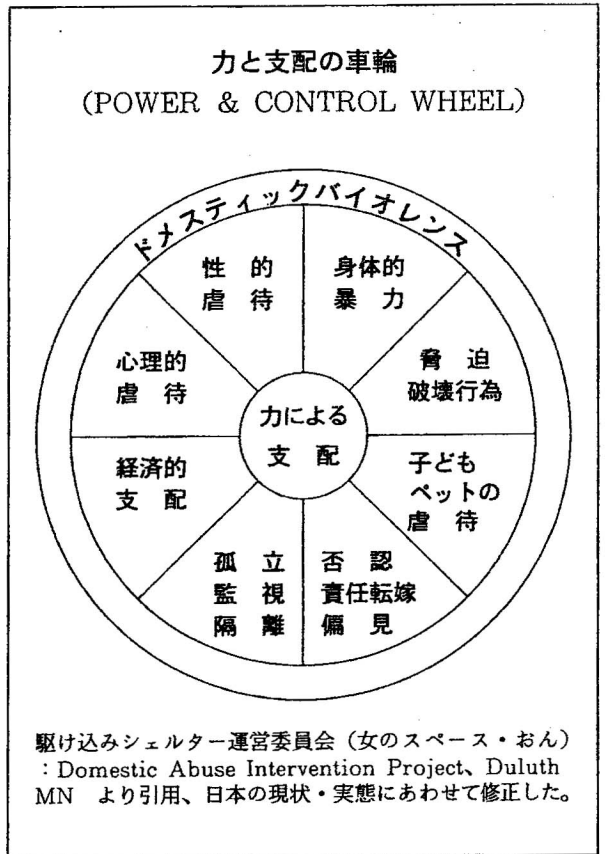 力と支配の車輪
(POWER & CONTROL WHEEL)
ドメスティックバイオレンス
性的
虐待
身体的
暴力
心理的
虐待
脅迫
破壊行為
力による
支配
経済的
支配
子ども
ペットの
虐待
孤立
監視
隔離
否認
責任転嫁
偏見
駆け込みシェルター運営委員会(女のスペース・おん)
:Domestic Abuse Intervention Project、Duluth
MN より引用、日本の現状・実態にあわせて修正した。